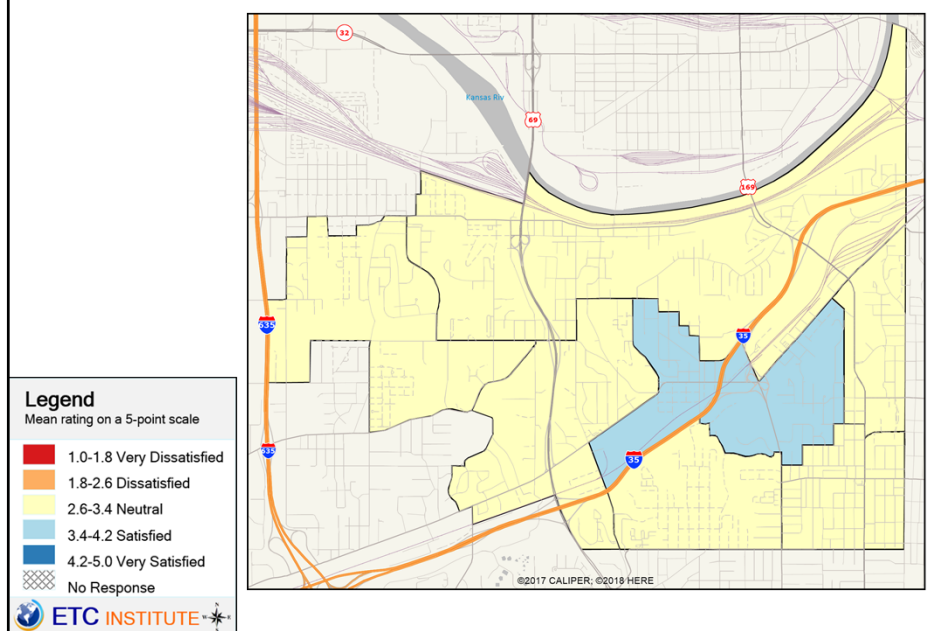 32
Kansas Riv
69
169
635
35
Legend
Mean rating on a 5-point scale
1.0-1.8 Very Dissatisfied
1.8-2.6 Dissatisfied
2.6-3.4 Neutral
3.4-4.2 Satisfied
4.2-5.0 Very Satisfied
No Response
635
35
©2017 CALIPER; ©2018 HERE
ETC INSTITUTE